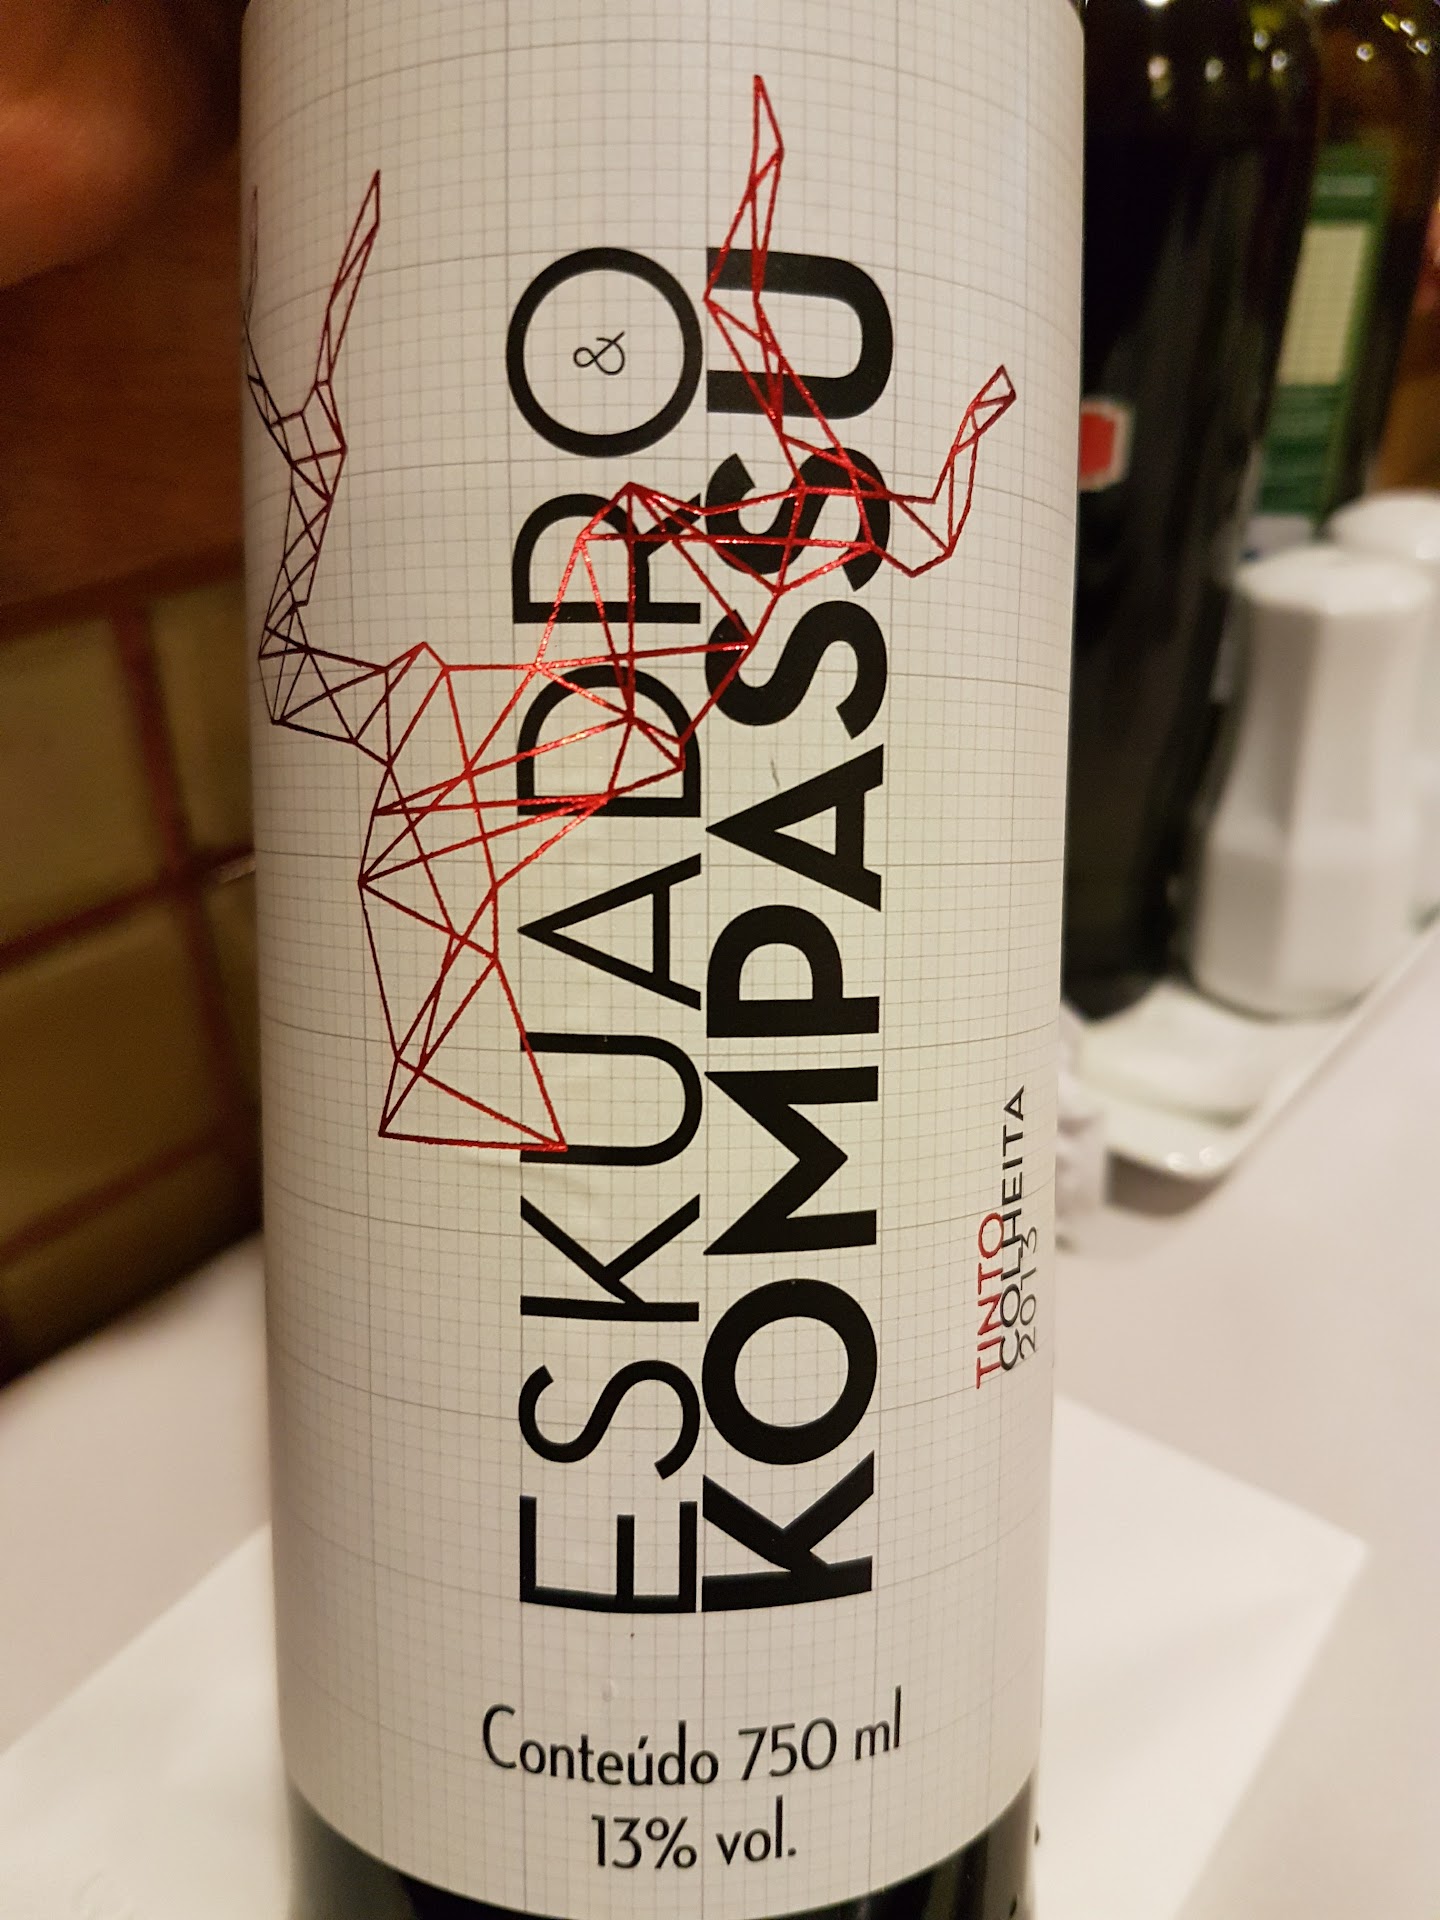 ESKUADRO
&
KOMPASSU
TINTO
COLHEITA
2013
Conteúdo 750 ml
13% vol.